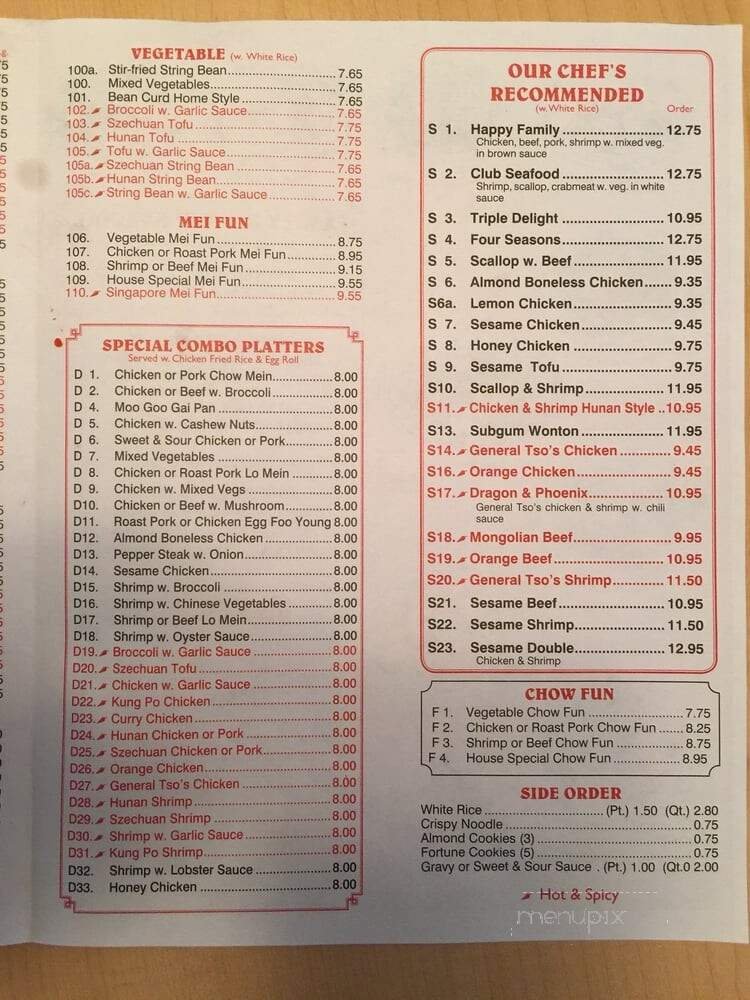 VEGETABLE (w. White Rice)
100a. Stir-fried String Bean 7.65
100. Mixed Vegetables 7.65
101. Bean Curd Home Style 7.65
102. Broccoli w. Garlic Sauce 7.65
103. Szechuan Tofu 7.75
104. Hunan Tofu 7.75
105. Tofu w. Garlic Sauce 7.75
105a. Szechuan String Bean 7.65
105b. Hunan String Bean 7.65
105c. String Bean w. Garlic Sauce 7.65
MEI FUN
106. Vegetable Mei Fun 8.75
107. Chicken or Roast Pork Mei Fun 8.95
108. Shrimp or Beef Mei Fun 9.15
109. House Special Mei Fun 9.55
110. Singapore Mei Fun 9.55
SPECIAL COMBO PLATTERS
Served w. Chicken Fried Rice & Egg Roll
D 1. Chicken or Pork Chow Mein 8.00
D 2. Chicken or Beef w. Broccoli 8.00
D 4. Moo Goo Gai Pan 8.00
D 5. Chicken w. Cashew Nuts 8.00
D 6. Sweet & Sour Chicken or Pork 8.00
D 7. Mixed Vegetables 8.00
D 8. Chicken or Roast Pork Lo Mein 8.00
D 9. Chicken w. Mixed Vegs 8.00
D10. Chicken or Beef w. Mushroom 8.00
D11. Roast Pork or Chicken Egg Foo Young 8.00
D12. Almond Boneless Chicken 8.00
D13. Pepper Steak w. Onion 8.00
D14. Sesame Chicken 8.00
D15. Shrimp w. Broccoli 8.00
D16. Shrimp w. Chinese Vegetables 8.00
D17. Shrimp or Beef Lo Mein 8.00
D18. Shrimp w. Oyster Sauce 8.00
D19. Broccoli w. Garlic Sauce 8.00
D20. Szechuan Tofu 8.00
D21. Chicken w. Garlic Sauce 8.00
D22. Kung Po Chicken 8.00
D23. Curry Chicken 8.00
D24. Hunan Chicken or Pork 8.00
D25. Szechuan Chicken or Pork 8.00
D26. Orange Chicken 8.00
D27. General Tso's Chicken 8.00
D28. Hunan Shrimp 8.00
D29. Szechuan Shrimp 8.00
D30. Shrimp w. Garlic Sauce 8.00
D31. Kung Po Shrimp 8.00
D32. Shrimp w. Lobster Sauce 8.00
D33. Honey Chicken 8.00
OUR CHEF'S
RECOMMENDED
(w. White Rice) Order
S 1. Happy Family 12.75
Chicken, beef, pork, shrimp w. mixed veg.
in brown sauce
S 2. Club Seafood 12.75
Shrimp, scallop, crabmeat w. veg. in white
sauce
S 3. Triple Delight 10.95
S 4. Four Seasons 12.75
S 5. Scallop w. Beef 11.95
S 6. Almond Boneless Chicken 9.35
S6a. Lemon Chicken 9.35
S 7. Sesame Chicken 9.45
S 8. Honey Chicken 9.75
S 9. Sesame Tofu 9.75
S10. Scallop & Shrimp 11.95
S11. Chicken & Shrimp Hunan Style 10.95
S13. Subgum Wonton 11.95
S14. General Tso's Chicken 9.45
S16. Orange Chicken 9.45
S17. Dragon & Phoenix 10.95
General Tso's chicken & shrimp w. chili
sauce
S18. Mongolian Beef 9.95
S19. Orange Beef 10.95
S20. General Tso's Shrimp 11.50
S21. Sesame Beef 10.95
S22. Sesame Shrimp 11.50
S23. Sesame Double 12.95
Chicken & Shrimp
CHOW FUN
F 1. Vegetable Chow Fun 7.75
F 2. Chicken or Roast Pork Chow Fun 8.25
F 3. Shrimp or Beef Chow Fun 8.75
F 4. House Special Chow Fun 8.95
SIDE ORDER
White Rice (Pt.) 1.50 (Qt.) 2.80
Crispy Noodle 0.75
Almond Cookies (3) 0.75
Fortune Cookies (5) 0.75
Gravy or Sweet & Sour Sauce . (Pt.) 1.00 (Qt.0 2.00
Hot & Spicy
menupix